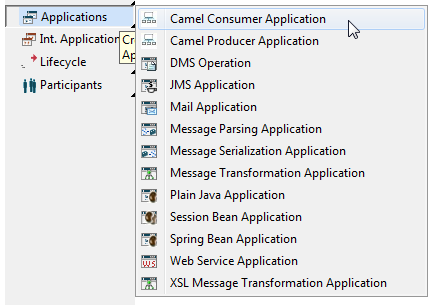 Applications
Int. Application
Cr
Ap
Lifecycle
Participants
Camel Consumer Application
Camel Producer Application
DMS Operation
JMS Application
Mail Application
Message Parsing Application
Message Serialization Application
Message Transformation Application
Plain Java Application
Session Bean Application
Spring Bean Application
Web Service Application
XSL Message Transformation Application